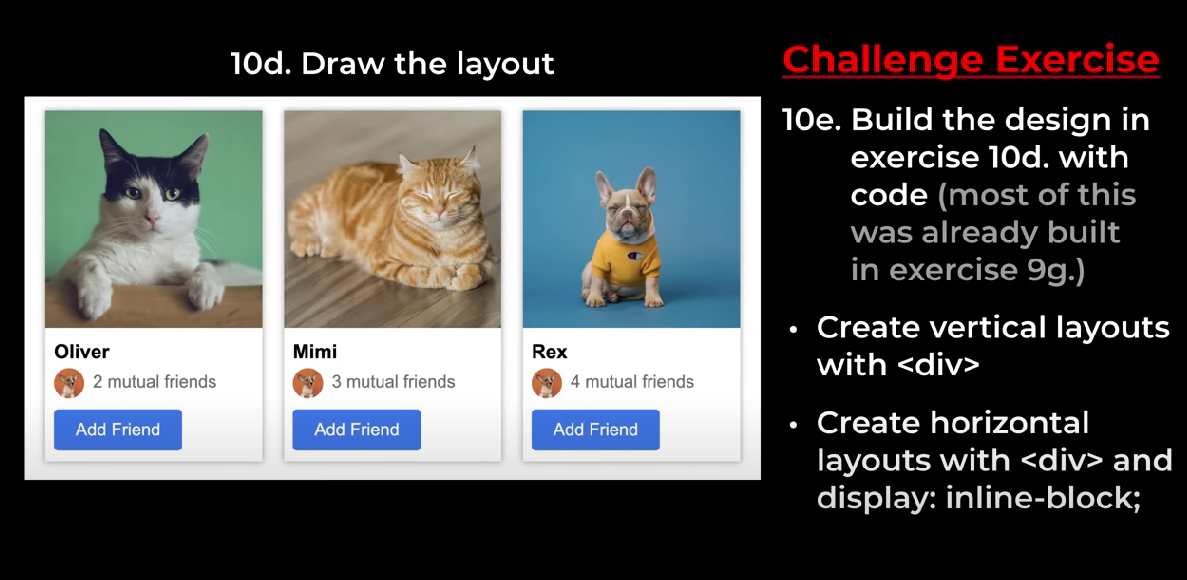 10d. Draw the layout
Oliver
2 mutual friends
Add Friend
Mimi
3 mutual friends
Add Friend
Rex
4 mutual friends
Add Friend
Challenge Exercise
10e. Build the design in
exercise 10d. with
code (most of this
was already built
in exercise 9g.)
• Create vertical layouts
with <div>
• Create horizontal
layouts with <div> and
display: inline-block;